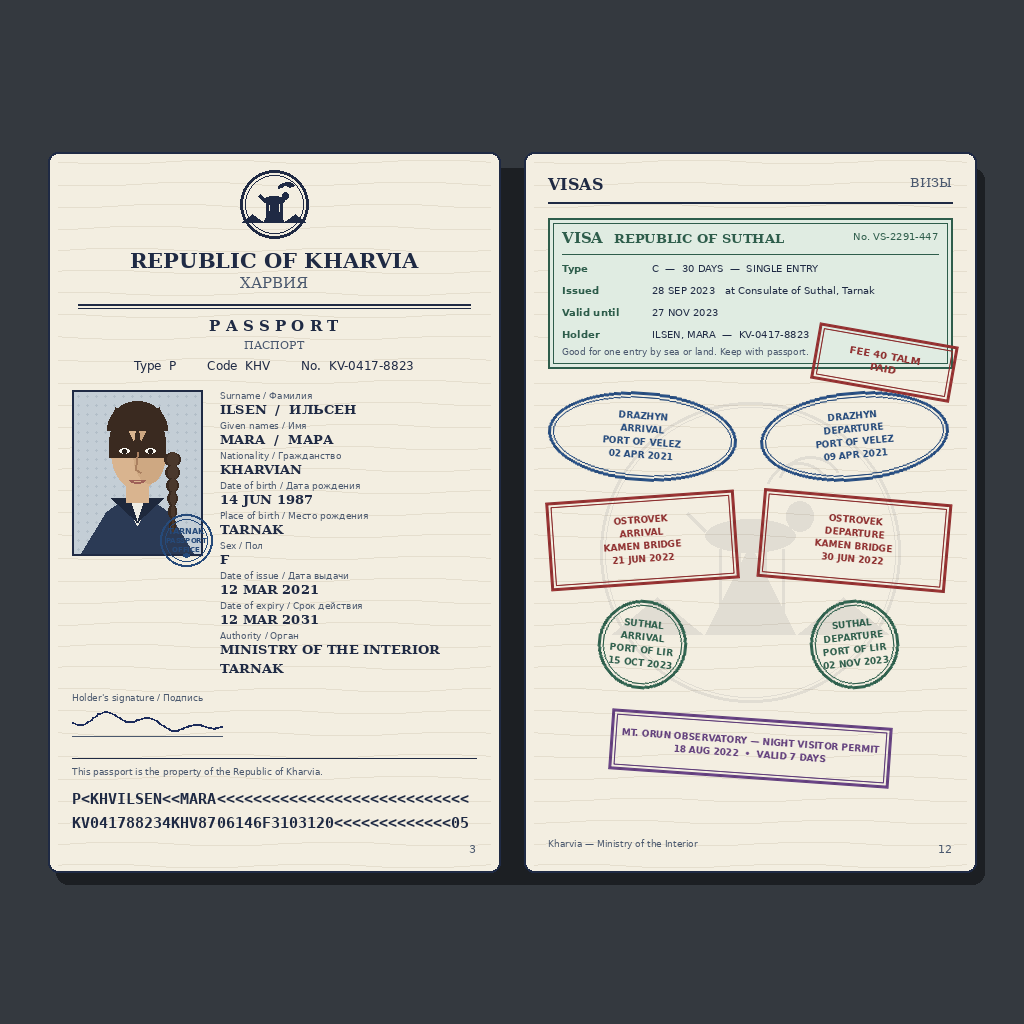 REPUBLIC OF KHARVIA
ХАРВИЯ
PASSPORT
ПАСПОРТ
Type P Code KHV No. KV-0417-8823
Surname / Фамилия
ILSEN / ИЛЬСЕН
Given names / Имя
MARA / МАРА
Nationality / Гражданство
KHARVIAN
Date of birth / Дата рождения
14 JUN 1987
Place of birth / Место рождения
TARNAK
Sex / Пол
F
Date of issue / Дата выдачи
12 MAR 2021
Date of expiry / Срок действия
12 MAR 2031
Authority / Орган
MINISTRY OF THE INTERIOR
TARNAK
TARNAK
PASSPORT
OFFICE
Holder's signature / Подпись
This passport is the property of the Republic of Kharvia.
P<KHVILSEN<<MARA<<<<<<<<<<<<<<<<<<<<<<<<<<<<
KV041788234KHV8706146F3103120<<<<<<<<<<<<<05
3
VISAS
ВИЗЫ
VISA REPUBLIC OF SUTHAL No. VS-2291-447
Type C — 30 DAYS — SINGLE ENTRY
Issued 28 SEP 2023 at Consulate of Suthal, Tarnak
Valid until 27 NOV 2023
Holder ILSEN, MARA — KV-0417-8823
Good for one entry by sea or land. Keep with passport.
FEE 40 TALM
PAID
DRAZHYN
ARRIVAL
PORT OF VELEZ
02 APR 2021
DRAZHYN
DEPARTURE
PORT OF VELEZ
09 APR 2021
OSTROVEK
ARRIVAL
KAMEN BRIDGE
21 JUN 2022
OSTROVEK
DEPARTURE
KAMEN BRIDGE
30 JUN 2022
SUTHAL
ARRIVAL
PORT OF LIR
15 OCT 2023
SUTHAL
DEPARTURE
PORT OF LIR
02 NOV 2023
MT. ORUN OBSERVATORY — NIGHT VISITOR PERMIT
18 AUG 2022 • VALID 7 DAYS
Kharvia — Ministry of the Interior
12